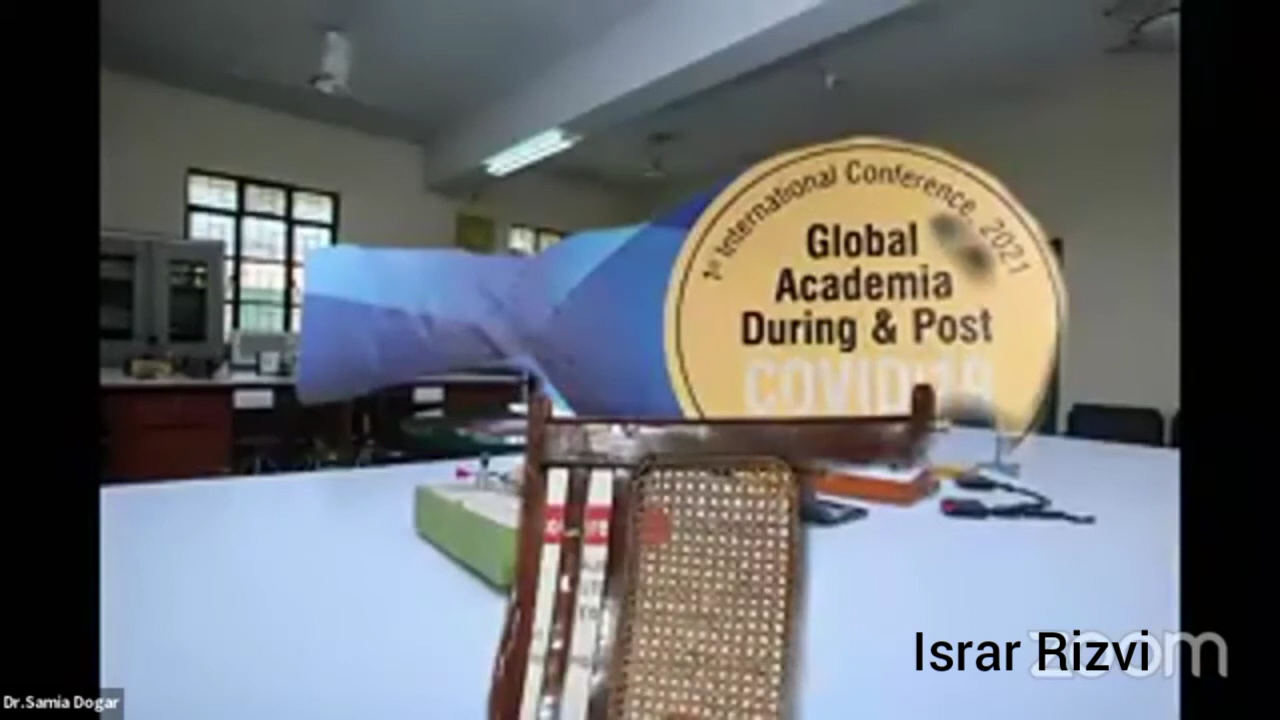 1st International Conference, 2021
Global
Academia
During & Post
COVID-19
Israr Rizvi
zoom
Dr.Samia Dogar